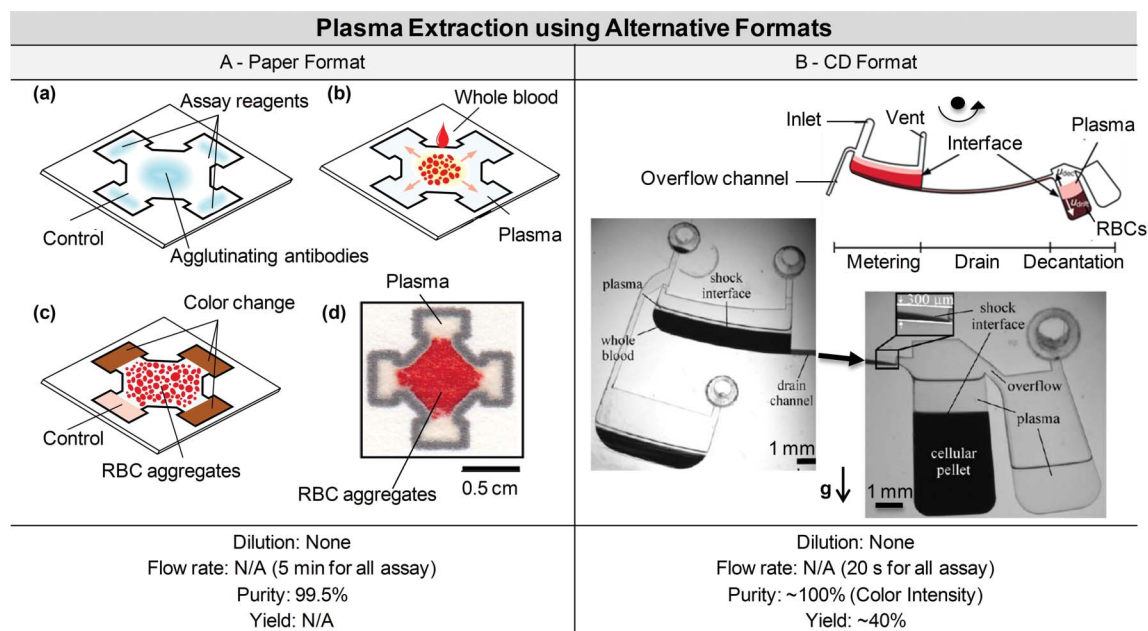 Plasma Extraction using Alternative Formats
A - Paper Format
(a)
Assay reagents
Control
Agglutinating antibodies
(b)
Whole blood
Plasma
(c)
Color change
Control
RBC aggregates
(d)
Plasma
RBC aggregates
0.5 cm
Dilution: None
Flow rate: N/A (5 min for all assay)
Purity: 99.5%
Yield: N/A
B - CD Format
Inlet
Vent
Interface
Plasma
Overflow channel
u_dec
u_drift
RBCs
Metering
Drain
Decantation
plasma
shock
interface
whole
blood
drain
channel
1 mm
300 µm
shock
interface
overflow
plasma
cellular
pellet
g
1 mm
Dilution: None
Flow rate: N/A (20 s for all assay)
Purity: ~100% (Color Intensity)
Yield: ~40%